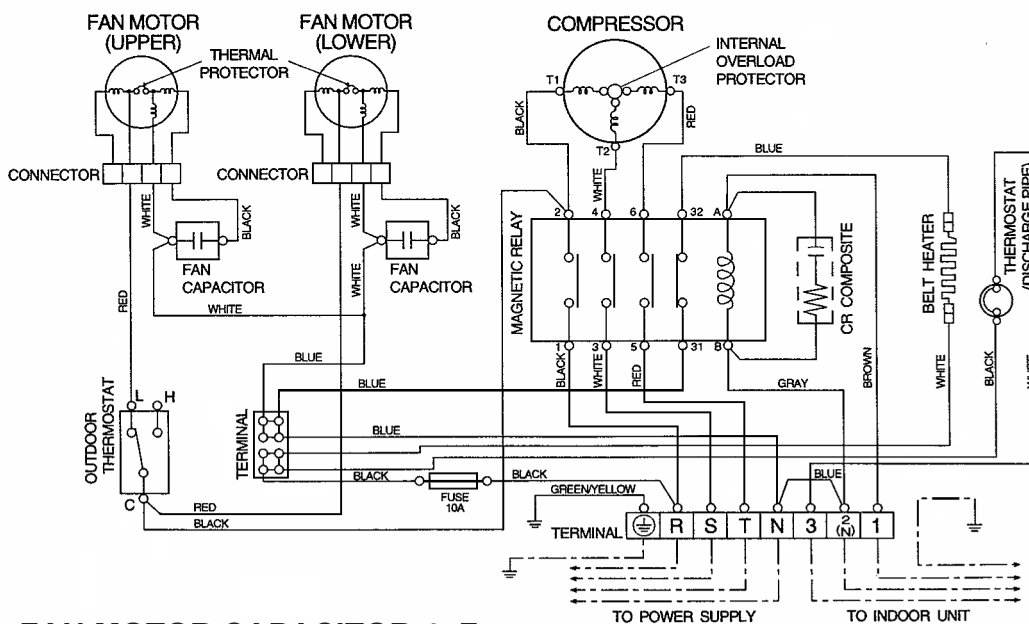 FAN MOTOR
(UPPER)
FAN MOTOR
(LOWER)
COMPRESSOR
THERMAL
PROTECTOR
INTERNAL
OVERLOAD
PROTECTOR
T1
T3
T2
BLACK
RED
WHITE
BLUE
CONNECTOR
CONNECTOR
WHITE
BLACK
WHITE
BLACK
FAN
CAPACITOR
FAN
CAPACITOR
RED
WHITE
WHITE
2
4
6
32
A
MAGNETIC RELAY
CR COMPOSITE
BELT HEATER
THERMOSTAT
(DISCHARGE PIPE)
1
3
5
31
B
BLACK
WHITE
RED
GRAY
BROWN
WHITE
BLACK
BLUE
BLUE
BLUE
L
H
OUTDOOR
THERMOSTAT
C
TERMINAL
BLACK
FUSE
10A
BLACK
RED
BLACK
GREEN/YELLOW
BLUE
TERMINAL
R
S
T
N
3
2
(N)
1
TO POWER SUPPLY
TO INDOOR UNIT